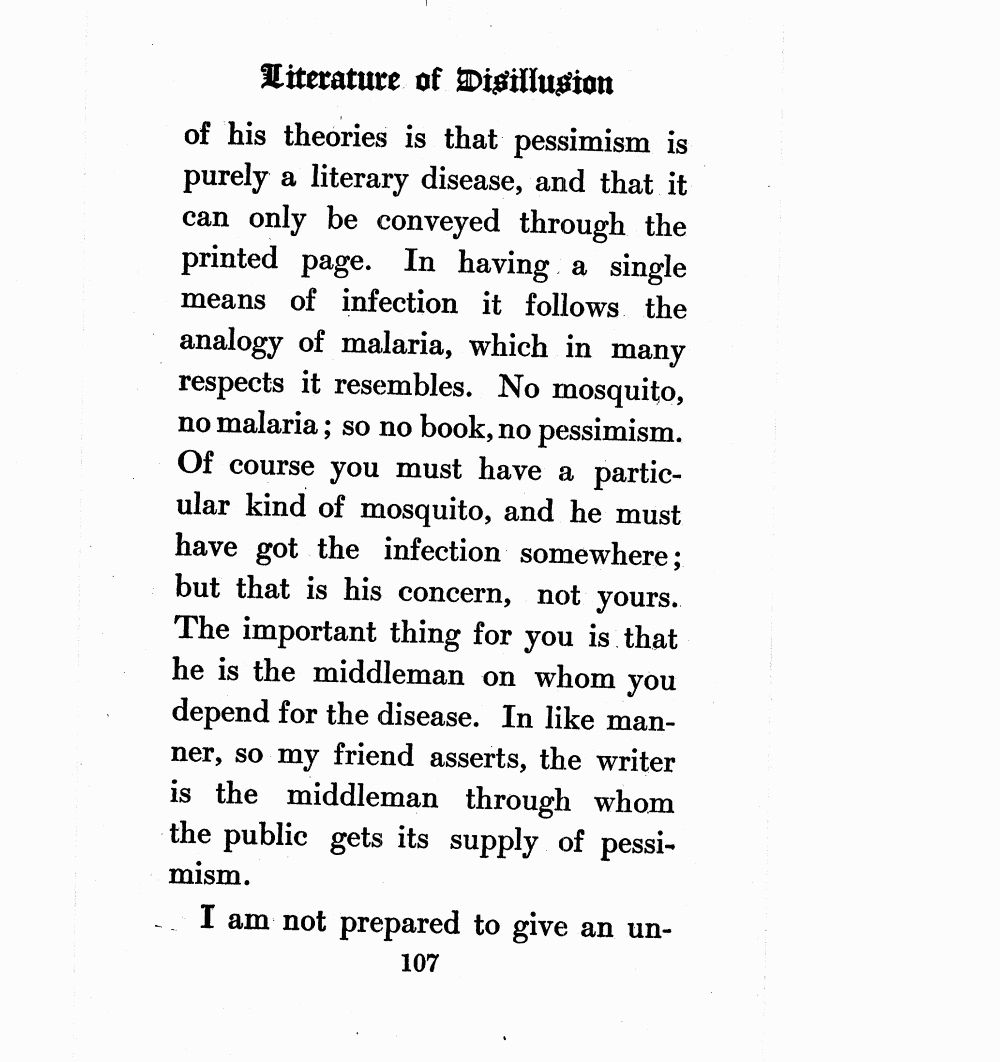 Literature of Disillusion
of his theories is that pessimism is
purely a literary disease, and that it
can only be conveyed through the
printed page. In having a single
means of infection it follows the
analogy of malaria, which in many
respects it resembles. No mosquito,
no malaria; so no book, no pessimism.
Of course you must have a partic-
ular kind of mosquito, and he must
have got the infection somewhere;
but that is his concern, not yours.
The important thing for you is that
he is the middleman on whom you
depend for the disease. In like man-
ner, so my friend asserts, the writer
is the middleman through whom
the public gets its supply of pessi-
mism.
I am not prepared to give an un-
107